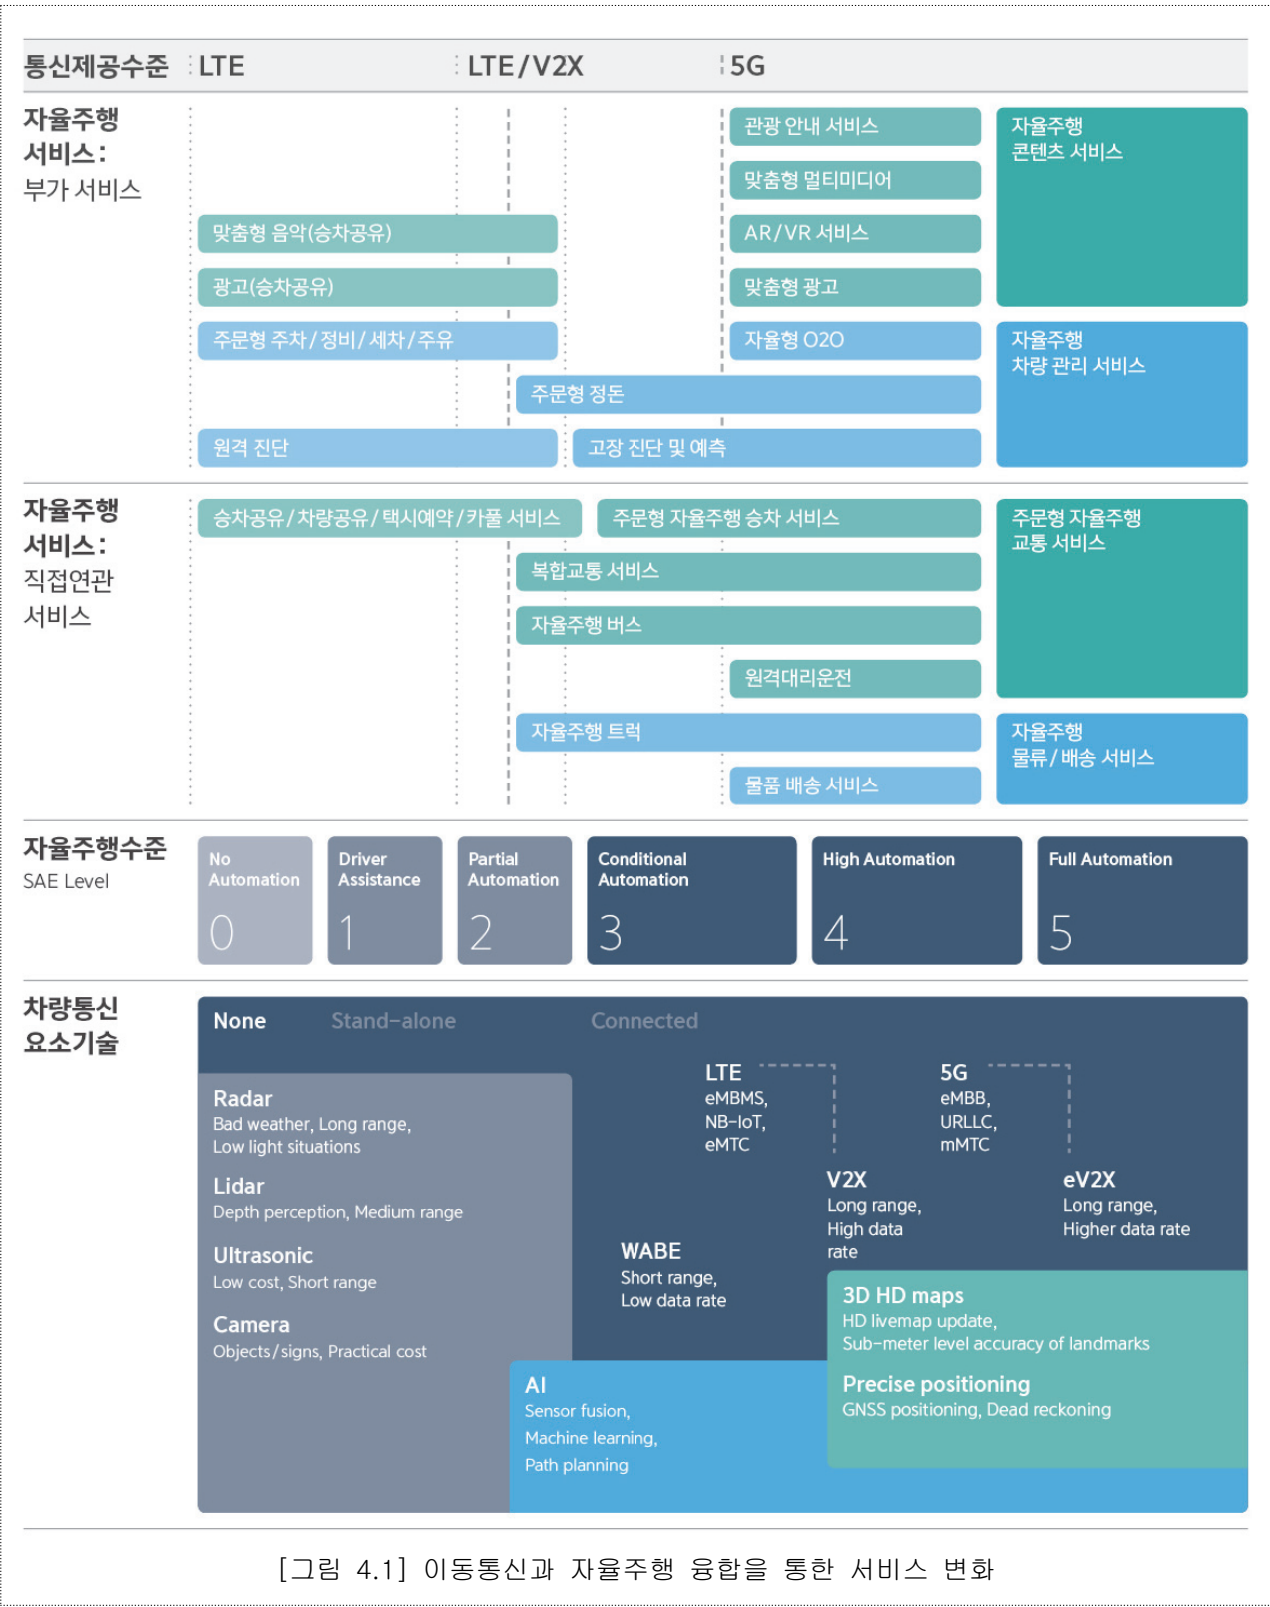 통신제공수준 LTE LTE/V2X 5G
자율주행
서비스:
부가 서비스
관광 안내 서비스
맞춤형 멀티미디어
맞춤형 음악(승차공유)
AR/VR 서비스
광고(승차공유)
맞춤형 광고
자율주행
콘텐츠 서비스
주문형 주차/정비/세차/주유
자율형 O2O
주문형 정돈
원격 진단
고장 진단 및 예측
자율주행
차량 관리 서비스
자율주행
서비스:
직접연관
서비스
승차공유/차량공유/택시예약/카풀 서비스
주문형 자율주행 승차 서비스
복합교통 서비스
자율주행 버스
원격대리운전
주문형 자율주행
교통 서비스
자율주행 트럭
물품 배송 서비스
자율주행
물류/배송 서비스
자율주행수준
SAE Level
No
Automation
0
Driver
Assistance
1
Partial
Automation
2
Conditional
Automation
3
High Automation
4
Full Automation
5
차량통신
요소기술
None Stand-alone Connected
Radar
Bad weather, Long range,
Low light situations
Lidar
Depth perception, Medium range
Ultrasonic
Low cost, Short range
Camera
Objects/signs, Practical cost
LTE
eMBMS,
NB-IoT,
eMTC
5G
eMBB,
URLLC,
mMTC
V2X
Long range,
High data
rate
eV2X
Long range,
Higher data rate
WABE
Short range,
Low data rate
3D HD maps
HD livemap update,
Sub-meter level accuracy of landmarks
Precise positioning
GNSS positioning, Dead reckoning
AI
Sensor fusion,
Machine learning,
Path planning
[그림 4.1] 이동통신과 자율주행 융합을 통한 서비스 변화